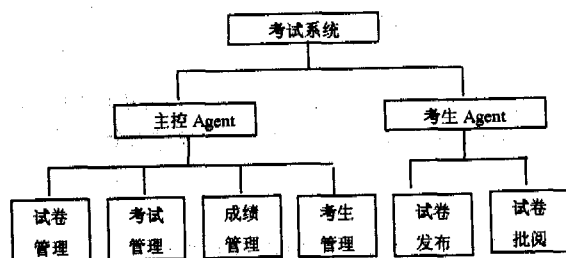 考试系统
主控 Agent
考生 Agent
试卷
管理
考试
管理
成绩
管理
考生
管理
试卷
发布
试卷
批阅